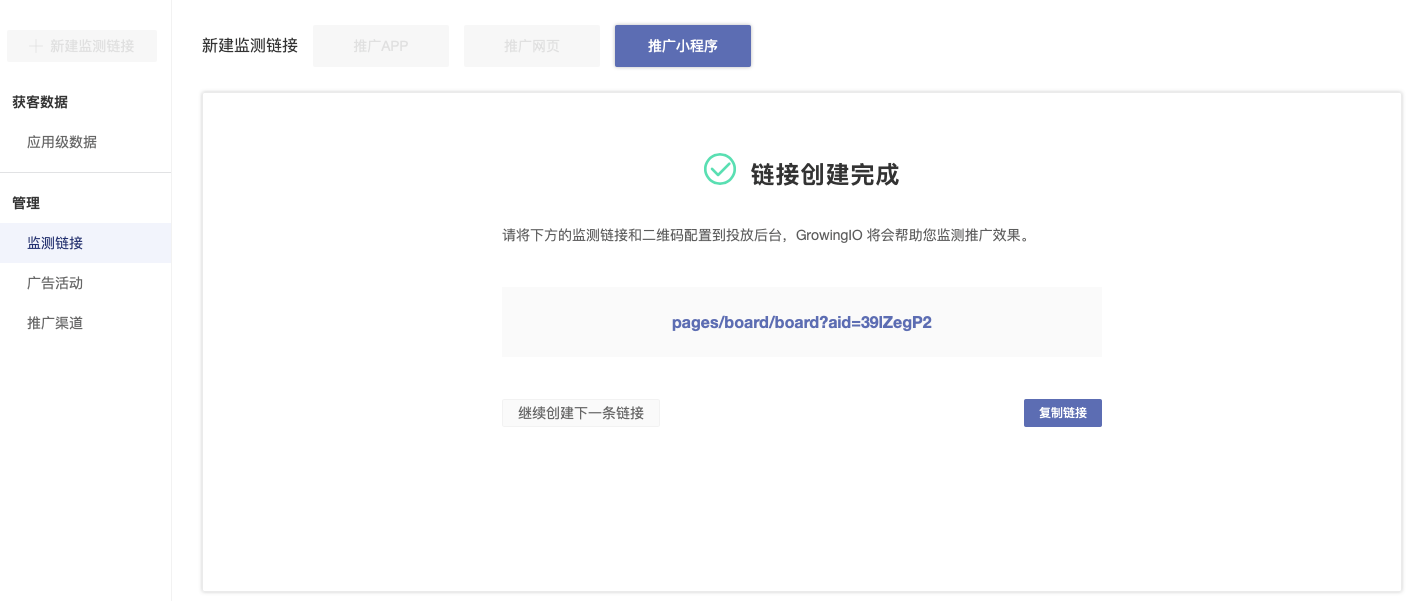 新建监测链接
获客数据
应用级数据
管理
监测链接
广告活动
推广渠道
新建监测链接
推广APP
推广网页
推广小程序
链接创建完成
请将下方的监测链接和二维码配置到投放后台，GrowingIO 将会帮助您监测推广效果。
pages/board/board?aid=39IZegP2
继续创建下一条链接
复制链接